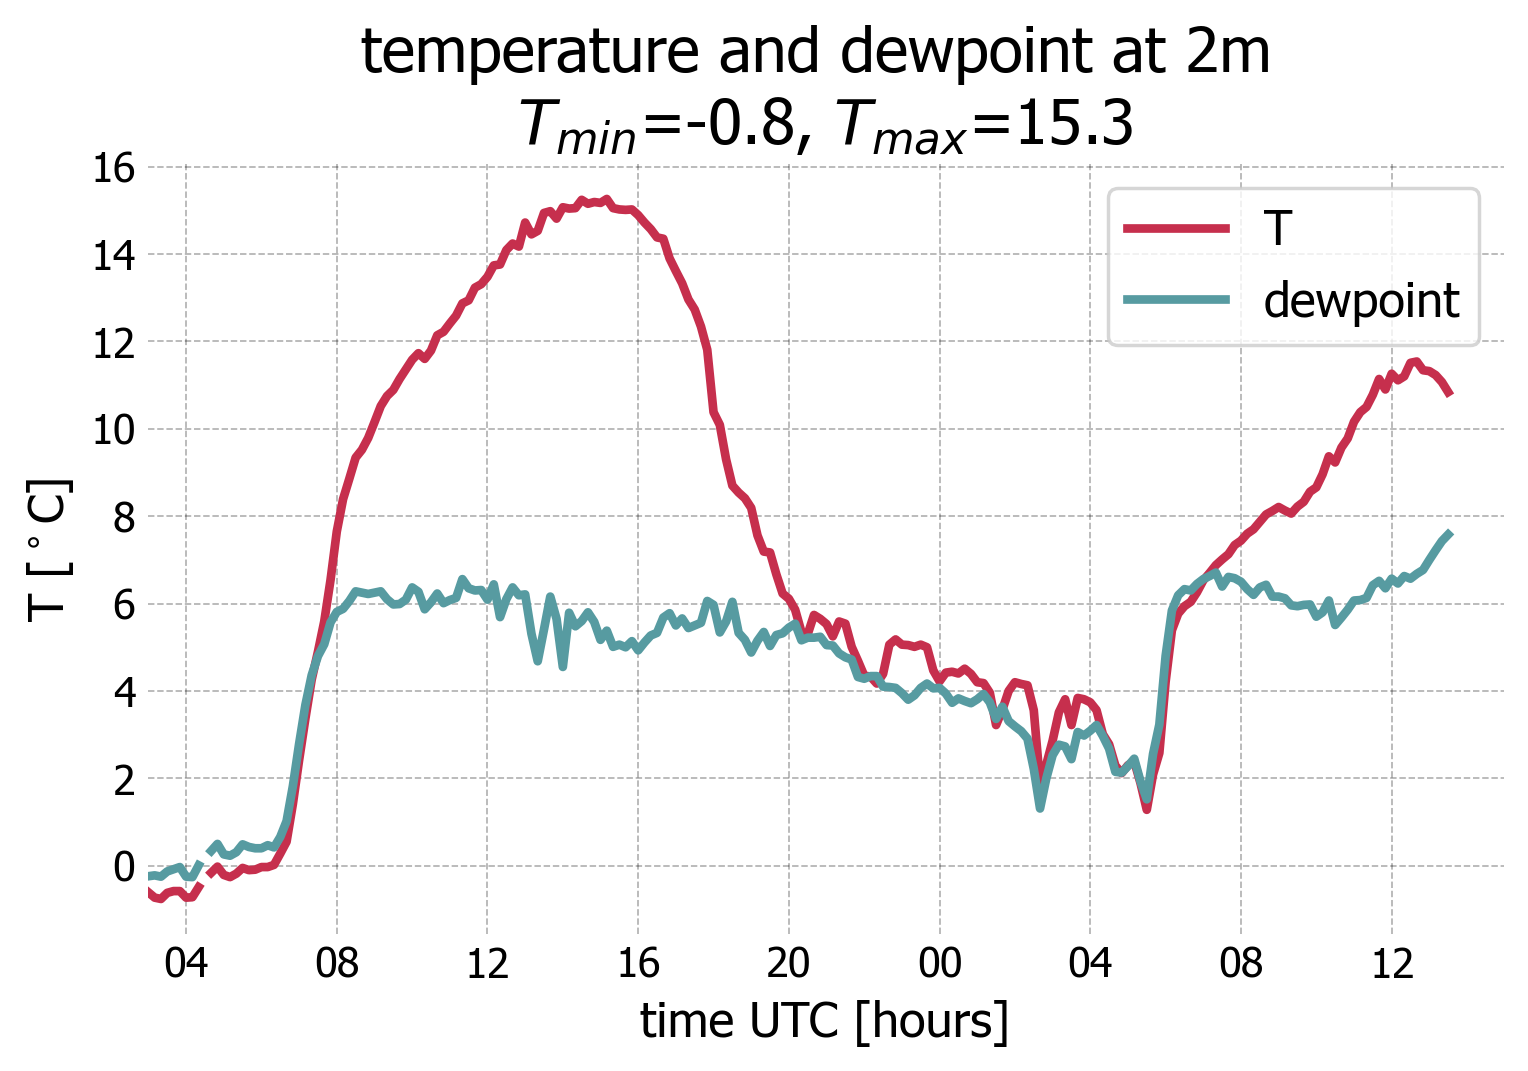 temperature and dewpoint at 2m
T_min=-0.8, T_max=15.3
T [°C]
16
14
12
10
8
6
4
2
0
T
dewpoint
04 08 12 16 20 00 04 08 12
time UTC [hours]